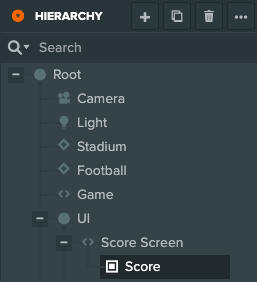 HIERARCHY
Search
Root
Camera
Light
Stadium
Football
Game
UI
Score Screen
Score